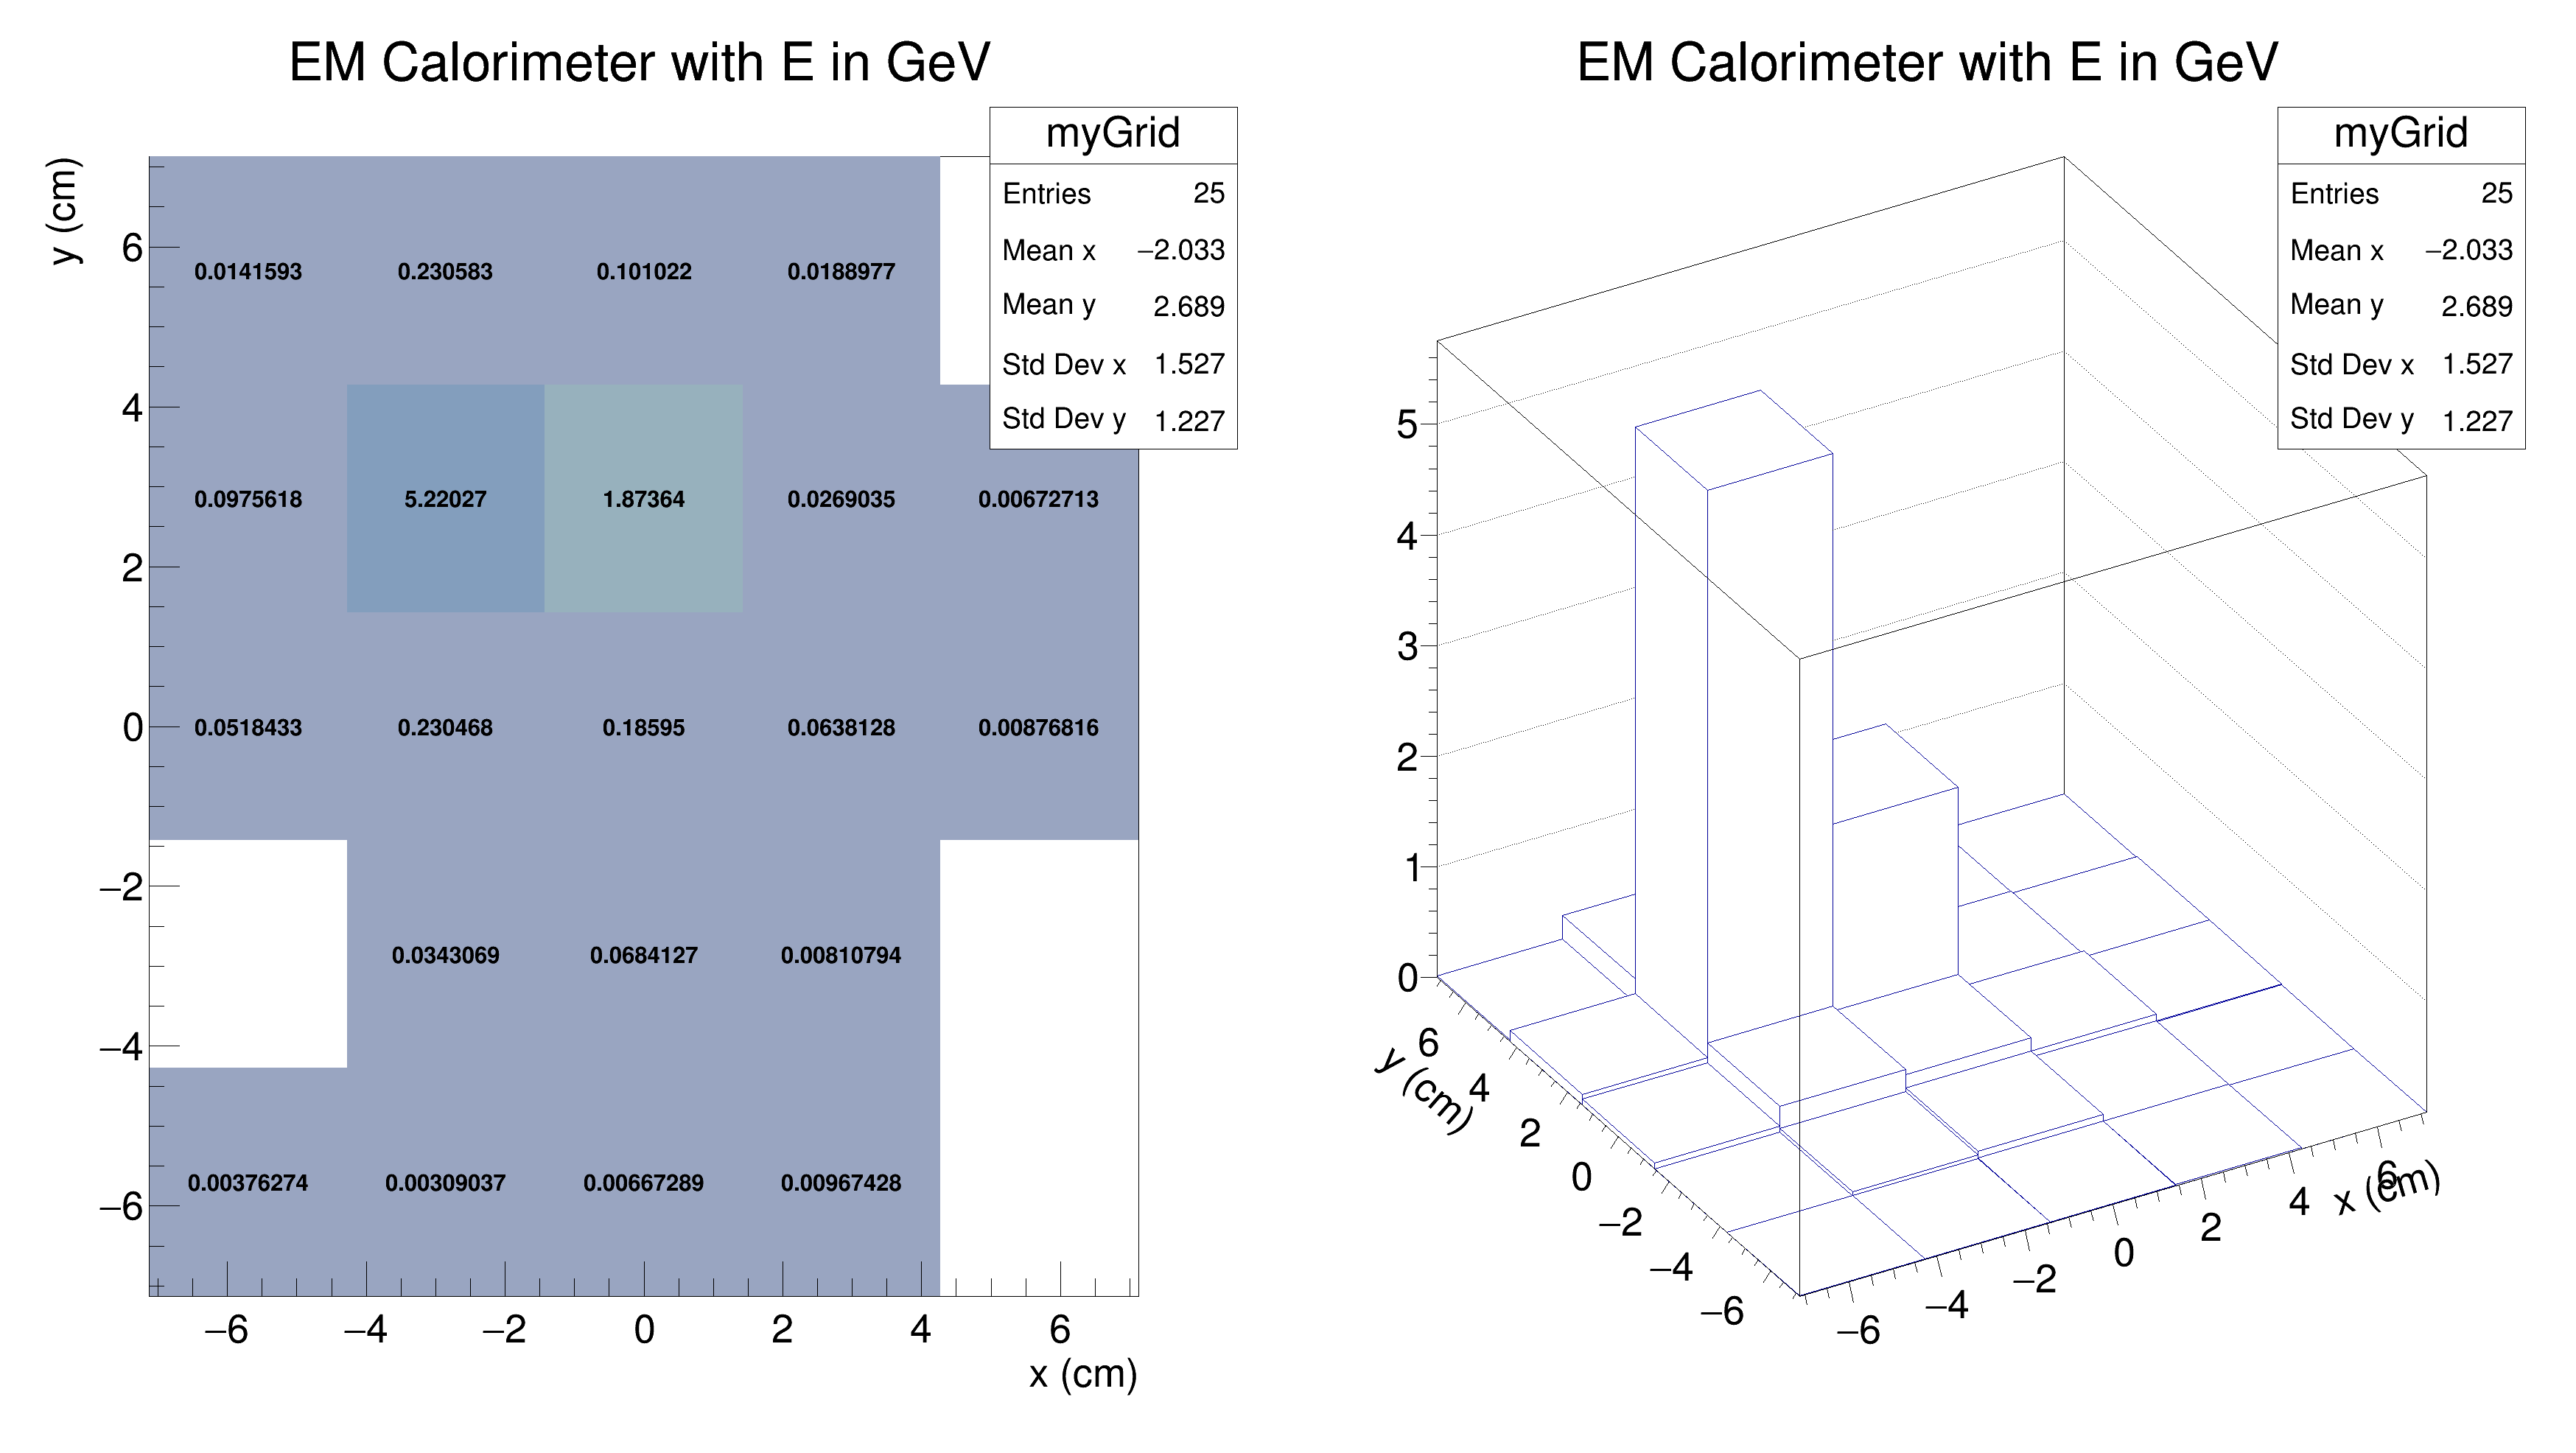 EM Calorimeter with E in GeV
myGrid
Entries 25
Mean x −2.033
Mean y 2.689
Std Dev x 1.527
Std Dev y 1.227
y (cm)
6
4
2
0
−2
−4
−6
0.0141593 0.230583 0.101022 0.0188977
0.0975618 5.22027 1.87364 0.0269035 0.00672713
0.0518433 0.230468 0.18595 0.0638128 0.00876816
0.0343069 0.0684127 0.00810794
0.00376274 0.00309037 0.00667289 0.00967428
−6 −4 −2 0 2 4 6
x (cm)
EM Calorimeter with E in GeV
myGrid
Entries 25
Mean x −2.033
Mean y 2.689
Std Dev x 1.527
Std Dev y 1.227
5
4
3
2
1
0
y (cm)
6
4
2
0
−2
−4
−6
−6 −4 −2 0 2 4 6
x (cm)